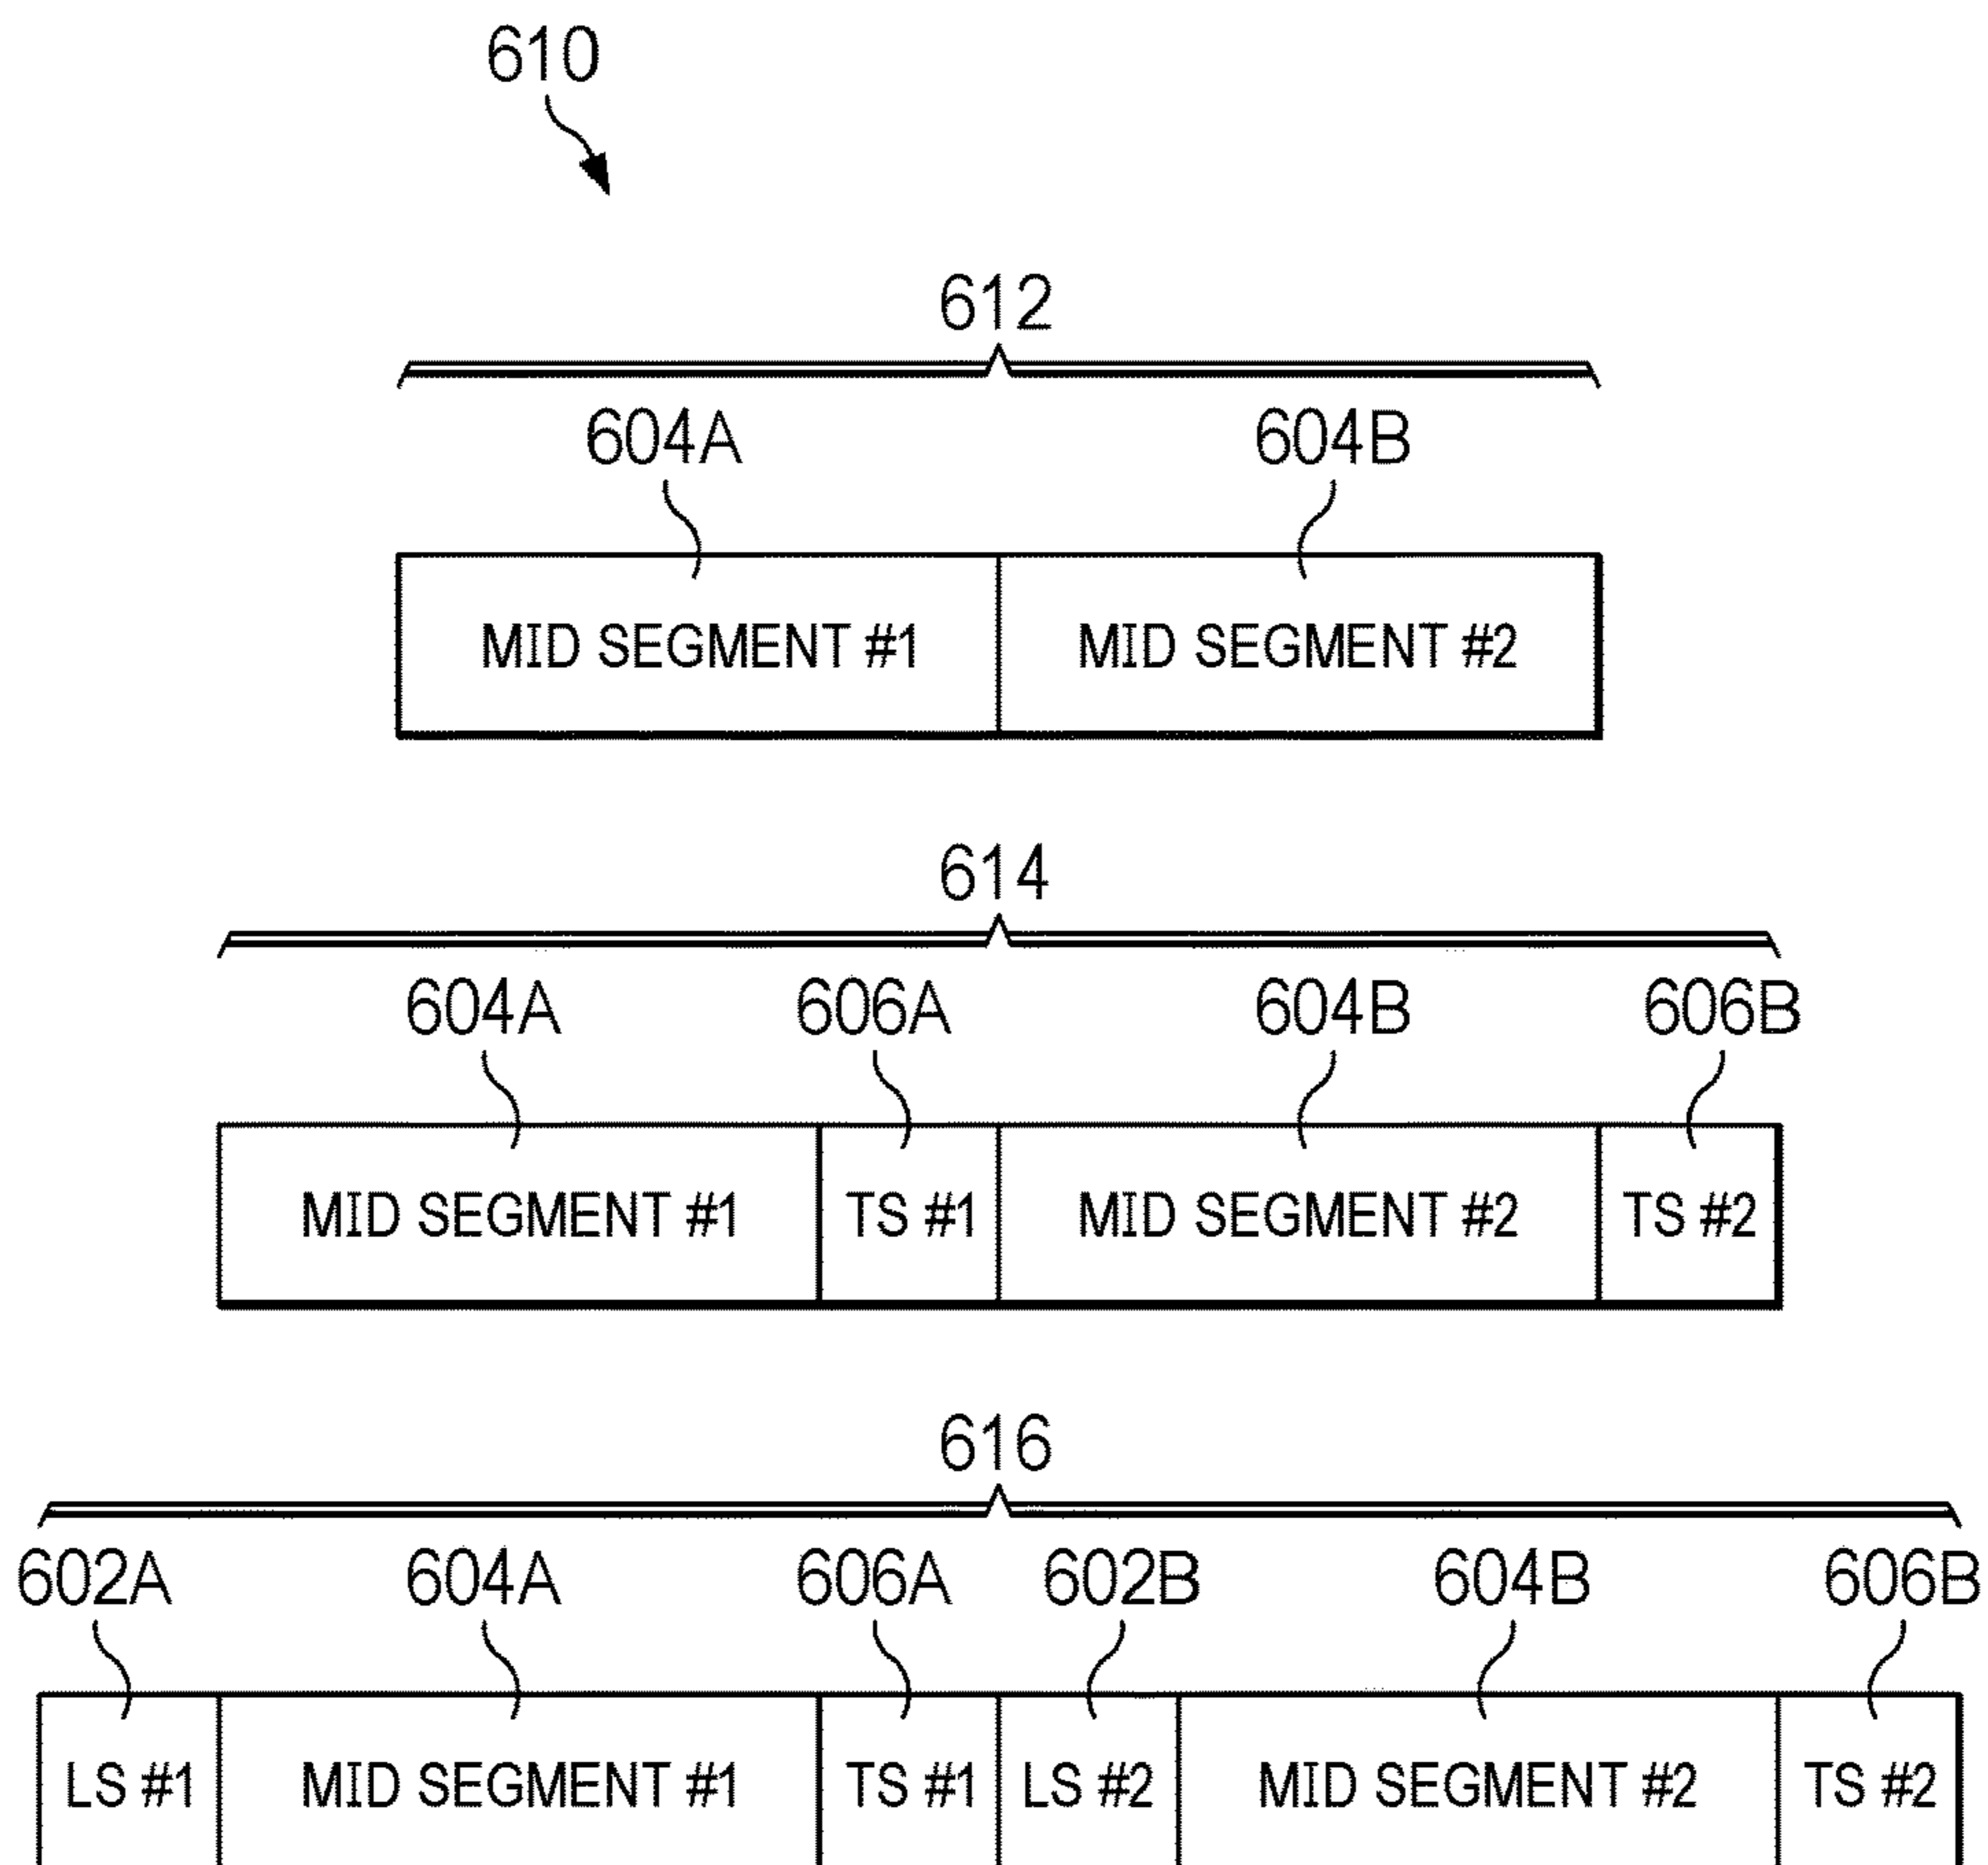 610
612
604A 604B
MID SEGMENT #1 MID SEGMENT #2
614
604A 606A 604B 606B
MID SEGMENT #1 TS #1 MID SEGMENT #2 TS #2
616
602A 604A 606A 602B 604B 606B
LS #1 MID SEGMENT #1 TS #1 LS #2 MID SEGMENT #2 TS #2